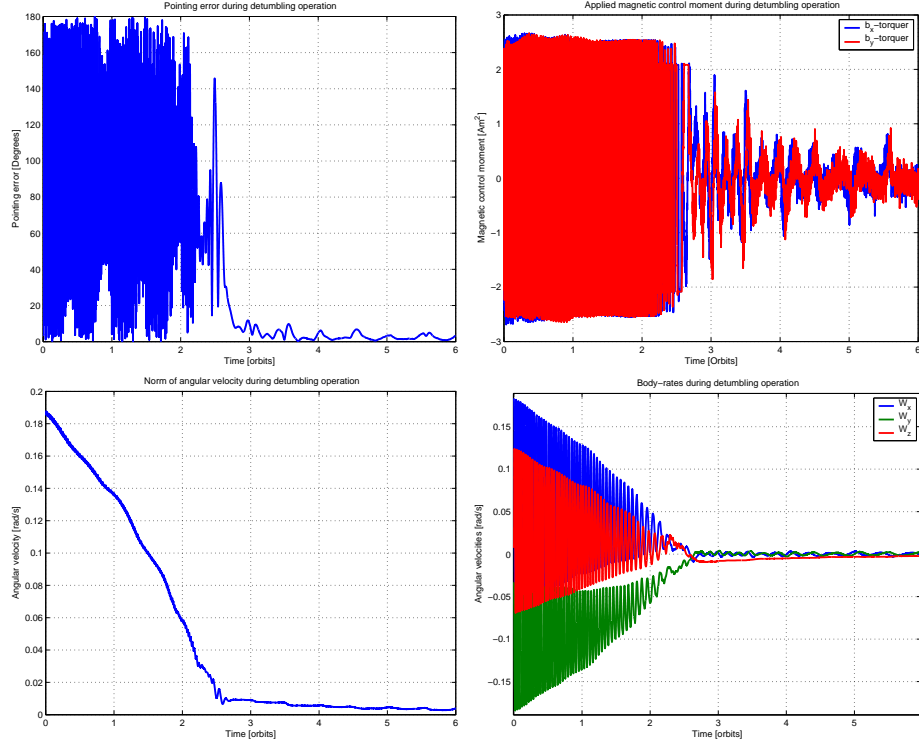 Pointing error during detumbling operation
180
160
140
120
100
80
60
40
20
0
Pointing error [Degrees]
0 1 2 3 4 5 6
Time [orbits]
Applied magnetic control moment during detumbling operation
b_x-torquer
b_y-torquer
3
2
1
0
−1
−2
−3
Magnetic control moment [Am²]
0 1 2 3 4 5 6
Time [Orbits]
Norm of angular velocity during detumbling operation
0.2
0.18
0.16
0.14
0.12
0.1
0.08
0.06
0.04
0.02
0
Angular velocity [rad/s]
0 1 2 3 4 5 6
Time [orbits]
Body−rates during detumbling operation
W_x
W_y
W_z
0.15
0.1
0.05
0
−0.05
−0.1
−0.15
Angular velocities [rad/s]
0 1 2 3 4 5
Time [orbits]